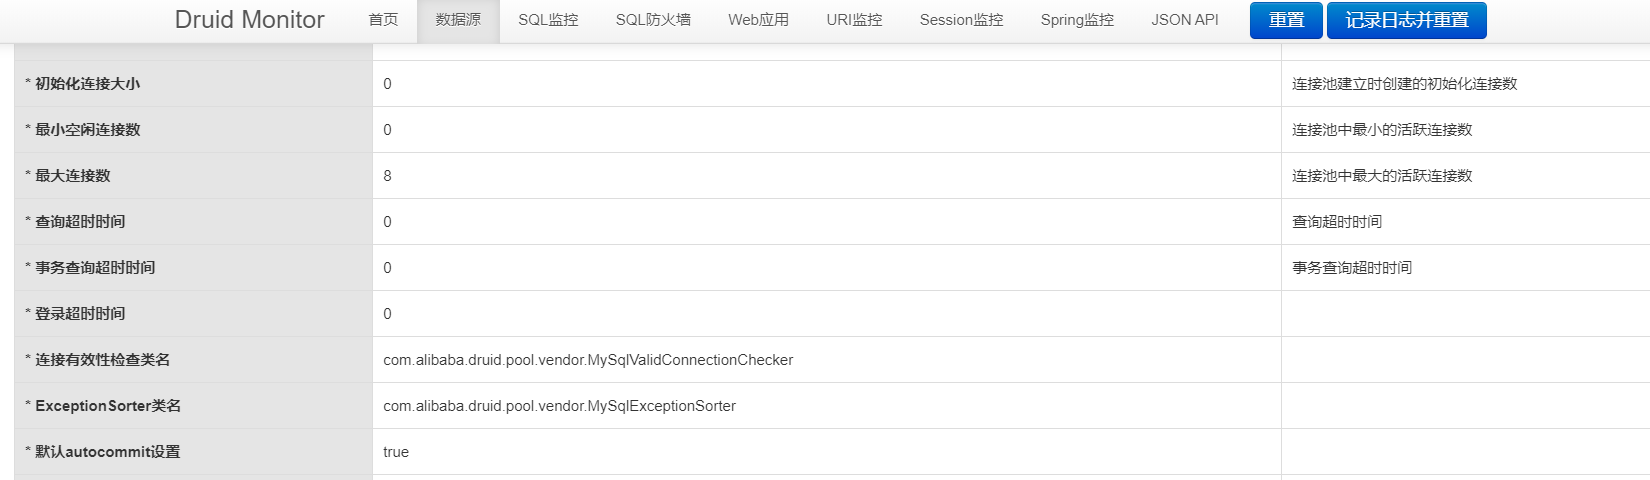 Druid Monitor 首页 数据源 SQL监控 SQL防火墙 Web应用 URI监控 Session监控 Spring监控 JSON API 重置 记录日志并重置
* 初始化连接大小 0 连接池建立时创建的初始化连接数
* 最小空闲连接数 0 连接池中最小的活跃连接数
* 最大连接数 8 连接池中最大的活跃连接数
* 查询超时时间 0 查询超时时间
* 事务查询超时时间 0 事务查询超时时间
* 登录超时时间 0
* 连接有效性检查类名 com.alibaba.druid.pool.vendor.MySqlValidConnectionChecker
* ExceptionSorter类名 com.alibaba.druid.pool.vendor.MySqlExceptionSorter
* 默认autocommit设置 true